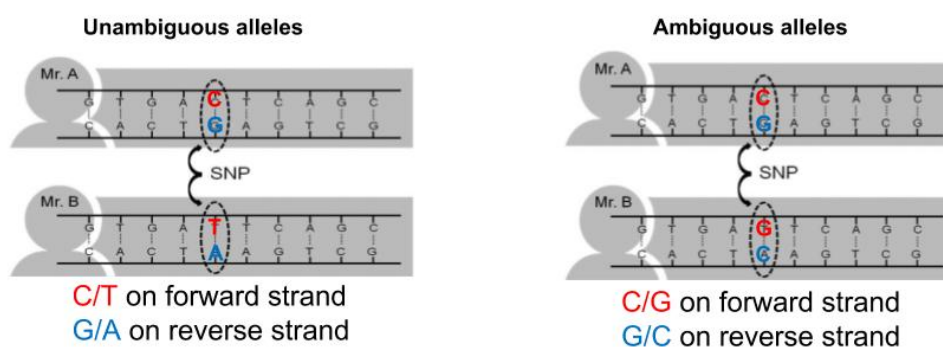 Unambiguous alleles
Mr. A
G T G A C T C A G C
C A C T G A G T C G
SNP
Mr. B
G T G A T T C A G C
C A C T A A G T C G
C/T on forward strand
G/A on reverse strand
Ambiguous alleles
Mr. A
G T G A C T C A G C
C A C T G A G T C G
SNP
Mr. B
G T G A G T C A G C
C A C T C A G T C G
C/G on forward strand
G/C on reverse strand